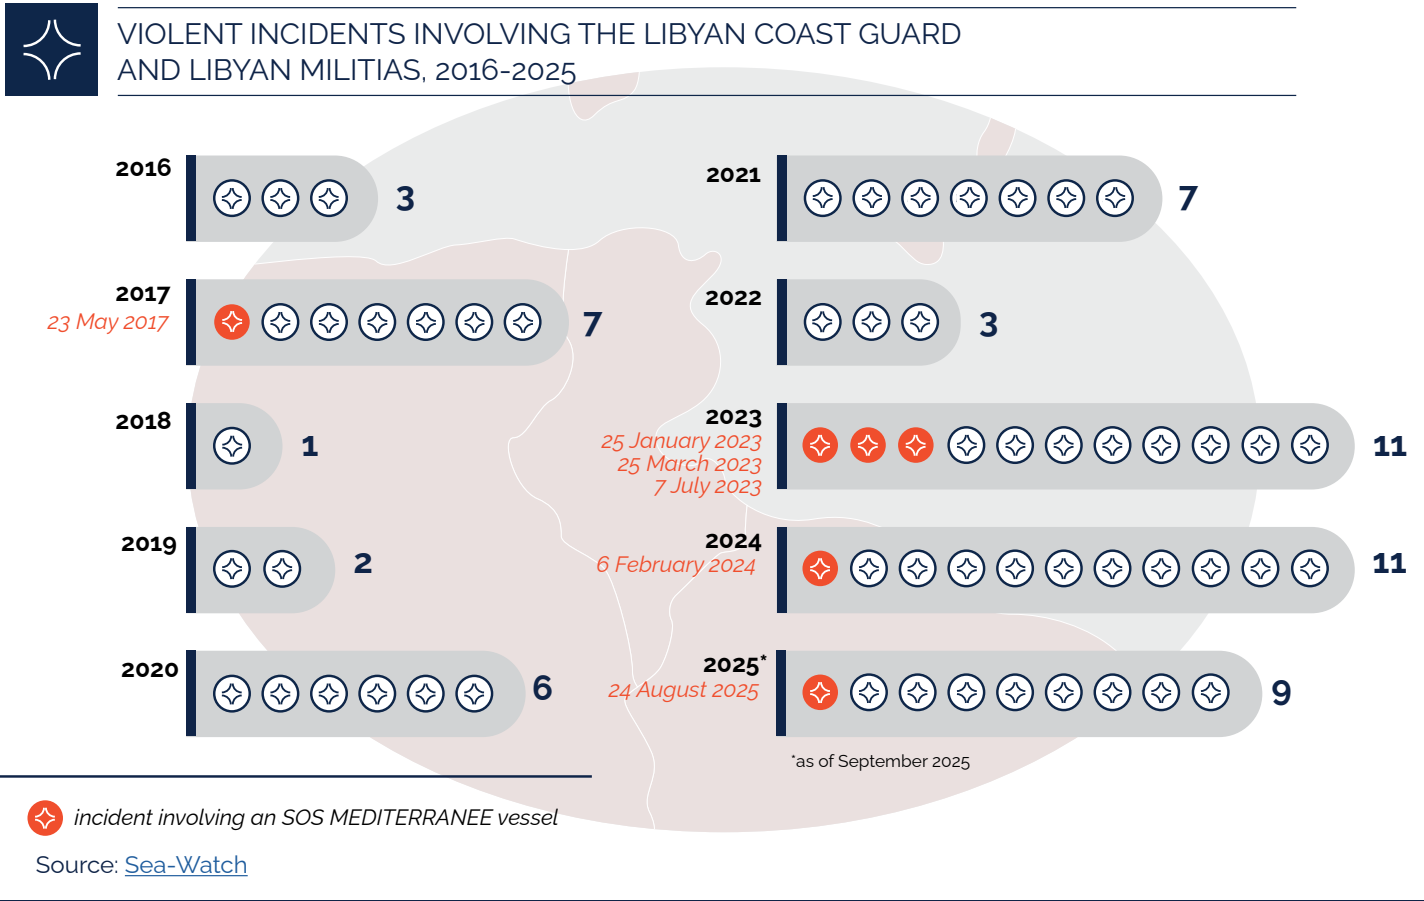 VIOLENT INCIDENTS INVOLVING THE LIBYAN COAST GUARD
AND LIBYAN MILITIAS, 2016-2025
2016
3
2017
23 May 2017
7
2018
1
2019
2
2020
6
2021
7
2022
3
2023
25 January 2023
25 March 2023
7 July 2023
11
2024
6 February 2024
11
2025*
24 August 2025
9
*as of September 2025
incident involving an SOS MEDITERRANEE vessel
Source: Sea-Watch